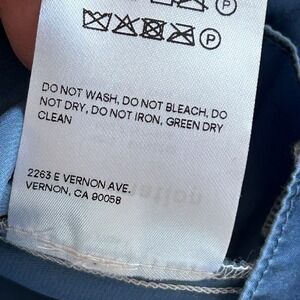 P
P
DO NOT WASH, DO NOT BLEACH, DO
NOT DRY, DO NOT IRON, GREEN DRY
CLEAN
2263 E VERNON AVE.
VERNON, CA 90058